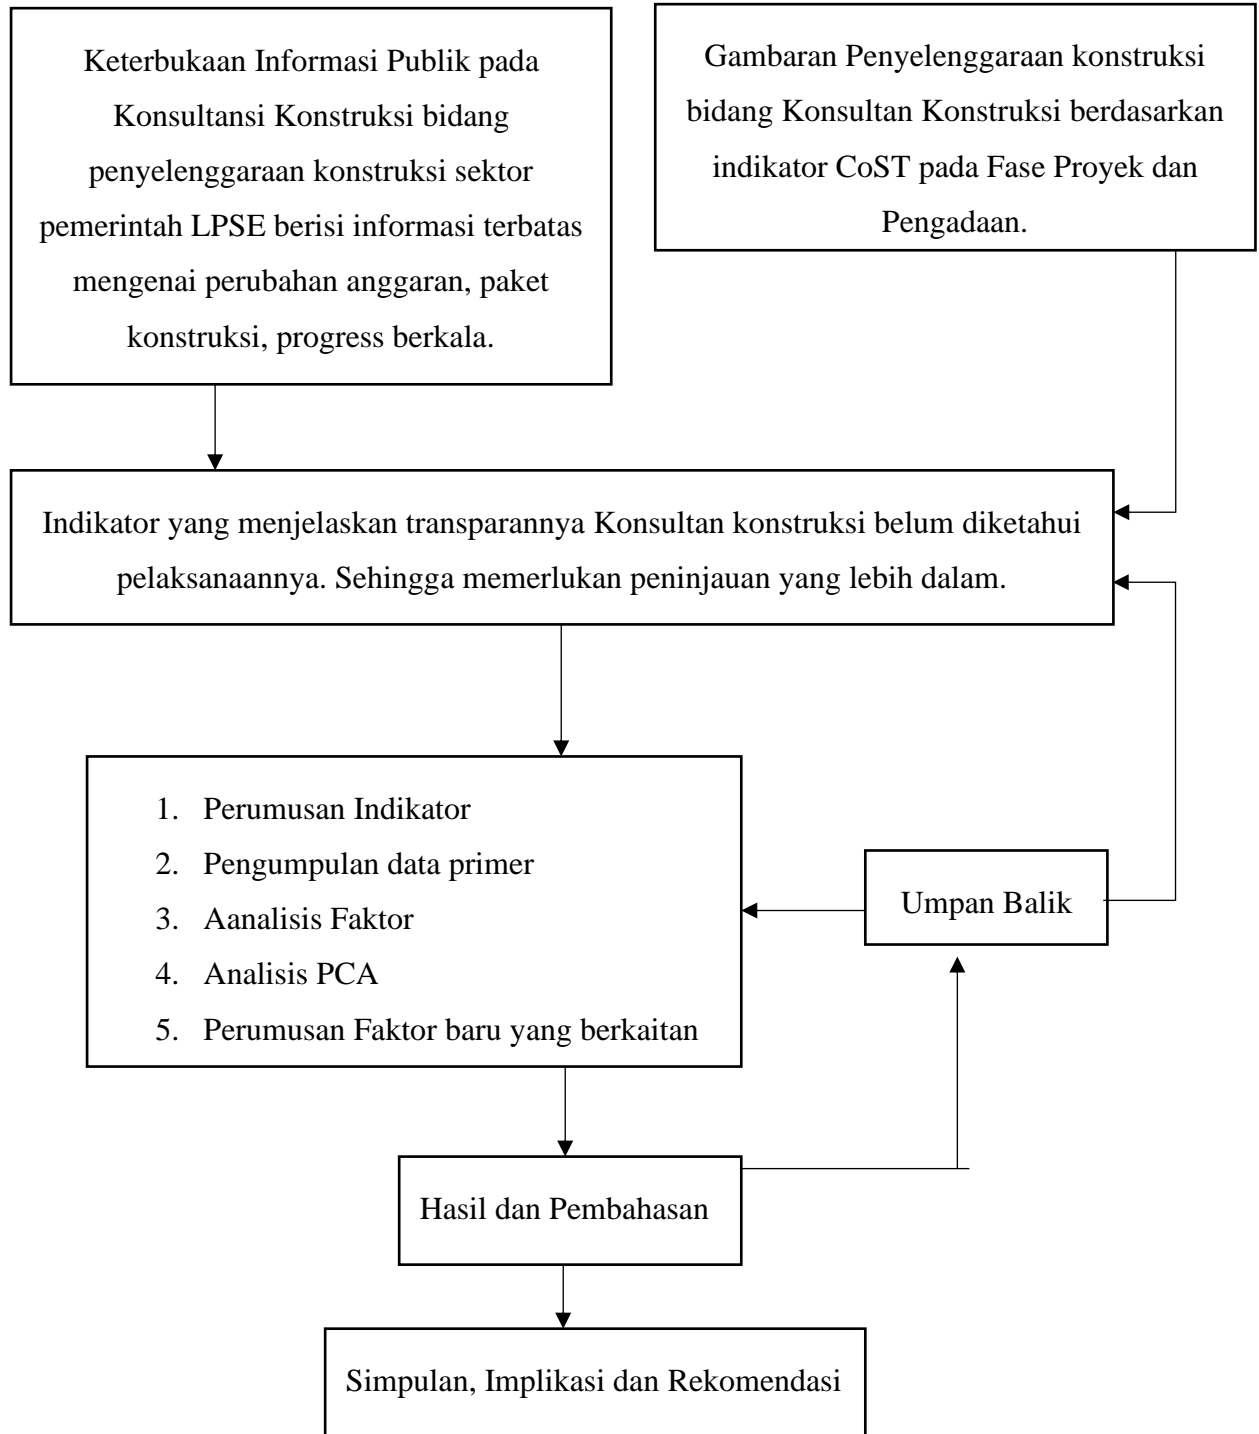 Keterbukaan Informasi Publik pada
Konsultansi Konstruksi bidang
penyelenggaraan konstruksi sektor
pemerintah LPSE berisi informasi terbatas
mengenai perubahan anggaran, paket
konstruksi, progress berkala.
Gambaran Penyelenggaraan konstruksi
bidang Konsultan Konstruksi berdasarkan
indikator CoST pada Fase Proyek dan
Pengadaan.
Indikator yang menjelaskan transparannya Konsultan konstruksi belum diketahui
pelaksanaannya. Sehingga memerlukan peninjauan yang lebih dalam.
1. Perumusan Indikator
2. Pengumpulan data primer
3. Aanalisis Faktor
4. Analisis PCA
5. Perumusan Faktor baru yang berkaitan
Umpan Balik
Hasil dan Pembahasan
Simpulan, Implikasi dan Rekomendasi